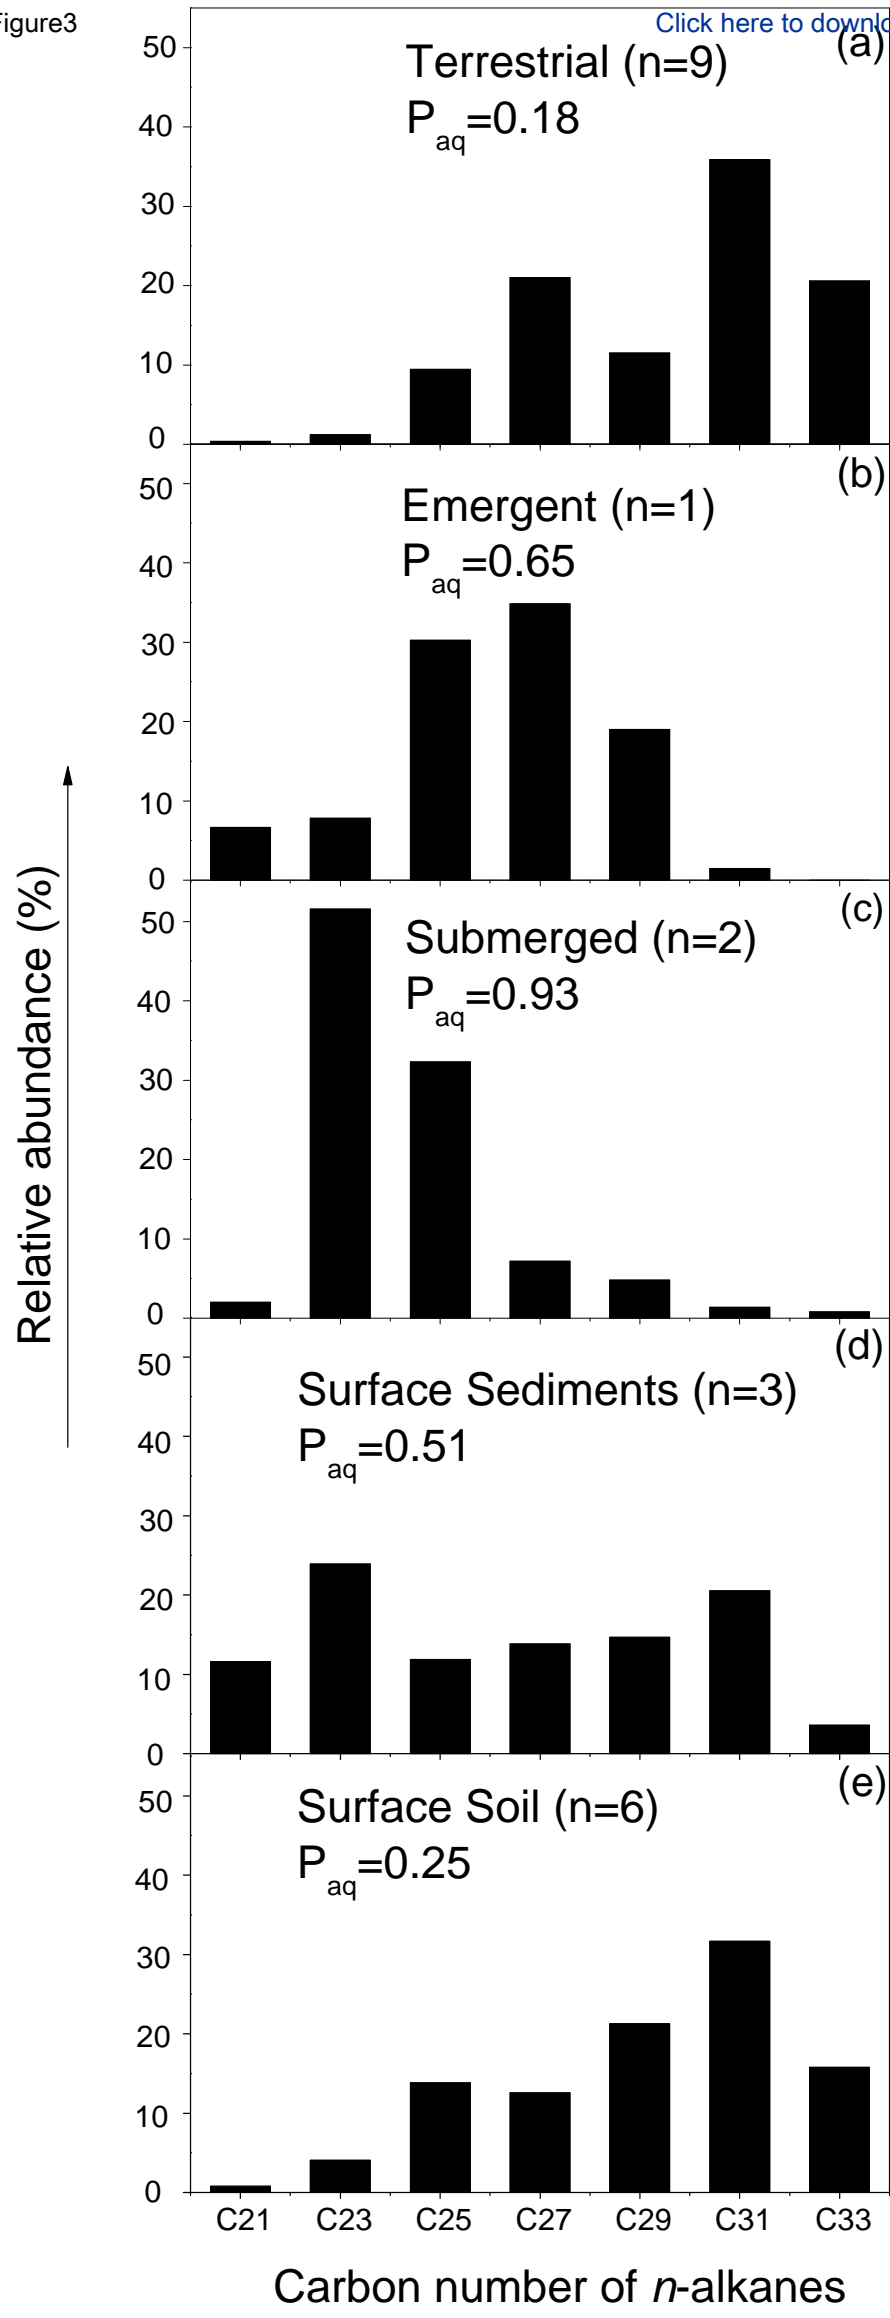 Figure3
Click here to downlo
(a)
Terrestrial (n=9)
Paq=0.18
50
40
30
20
10
0
(b)
Emergent (n=1)
Paq=0.65
50
40
30
20
10
0
(c)
Submerged (n=2)
Paq=0.93
50
40
30
20
10
0
(d)
Surface Sediments (n=3)
Paq=0.51
50
40
30
20
10
0
(e)
Surface Soil (n=6)
Paq=0.25
50
40
30
20
10
0
Relative abundance (%)
C21 C23 C25 C27 C29 C31 C33
Carbon number of n-alkanes